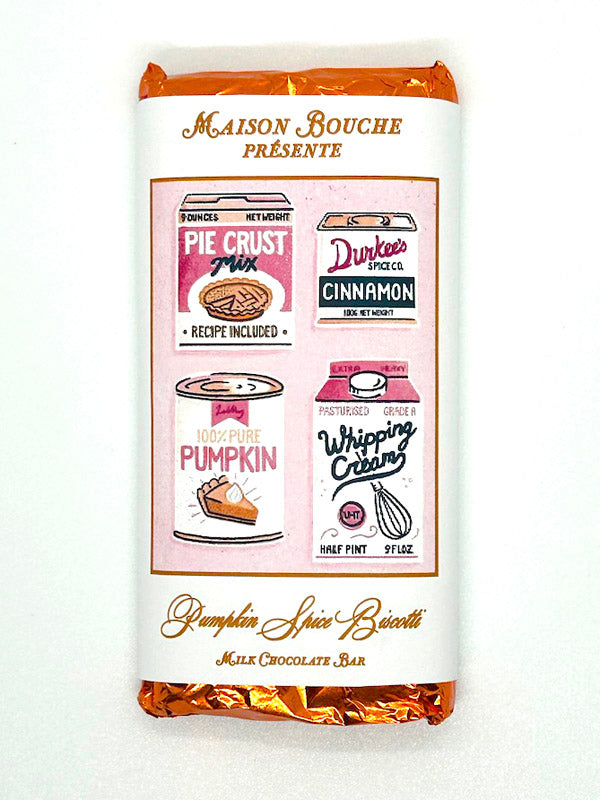 MAISON BOUCHE
PRÉSENTE
9 OUNCES NET WEIGHT
PIE CRUST
Mix
• RECIPE INCLUDED •
Durkee's
SPICE CO.
CINNAMON
100G NET WEIGHT
Libby
100% PURE
PUMPKIN
EXTRA HEAVY
PASTURISED GRADE A
Whipping
Cream
UHT
HALF PINT 9 FL OZ.
Pumpkin Spice Biscotti
MILK CHOCOLATE BAR